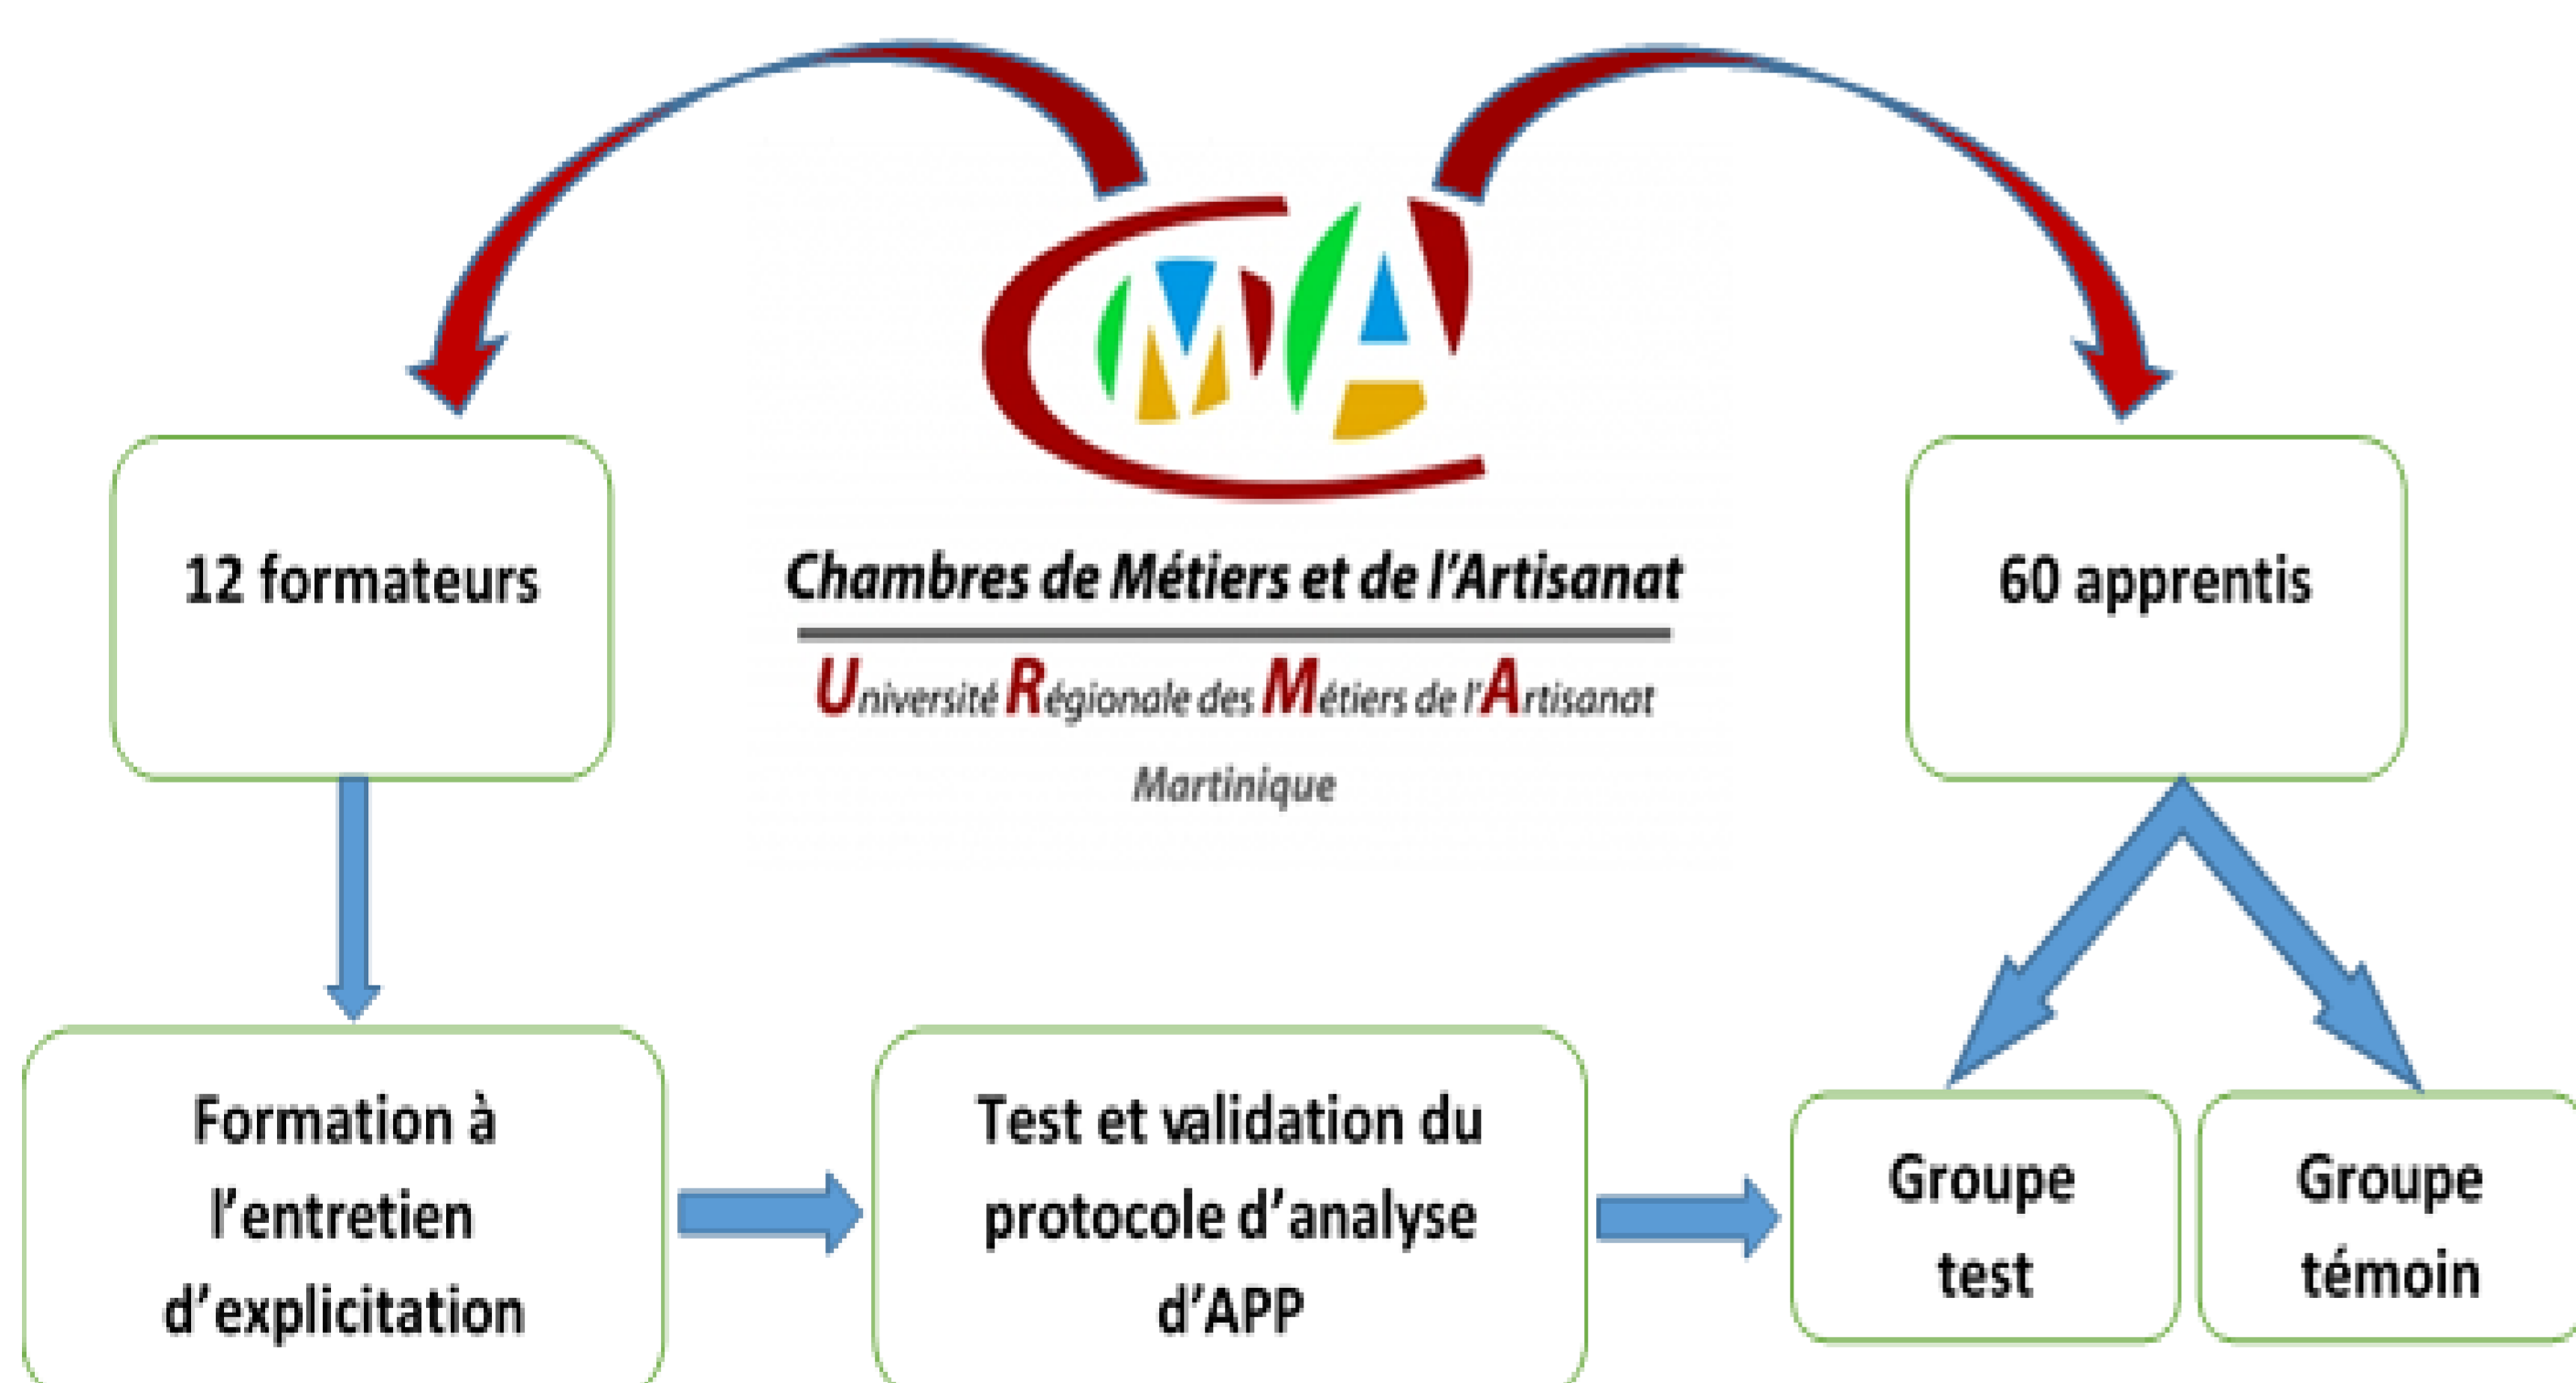 CMA
12 formateurs
Chambres de Métiers et de l'Artisanat
Université Régionale des Métiers de l'Artisanat
Martinique
60 apprentis
Formation à
l'entretien
d'explicitation
Test et validation du
protocole d'analyse
d'APP
Groupe
test
Groupe
témoin